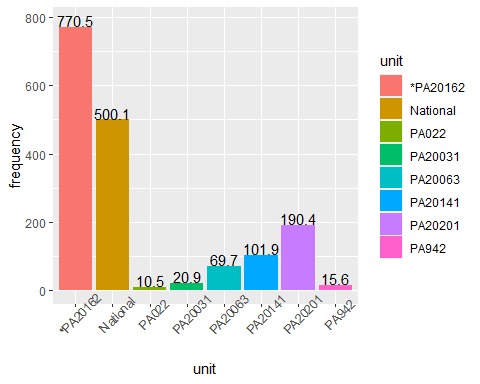 800
600
400
200
0
frequency
770.5
500.1
10.5
20.9
69.7
101.9
190.4
15.6
*PA20162
National
PA022
PA20031
PA20063
PA20141
PA20201
PA942
unit
unit
*PA20162
National
PA022
PA20031
PA20063
PA20141
PA20201
PA942